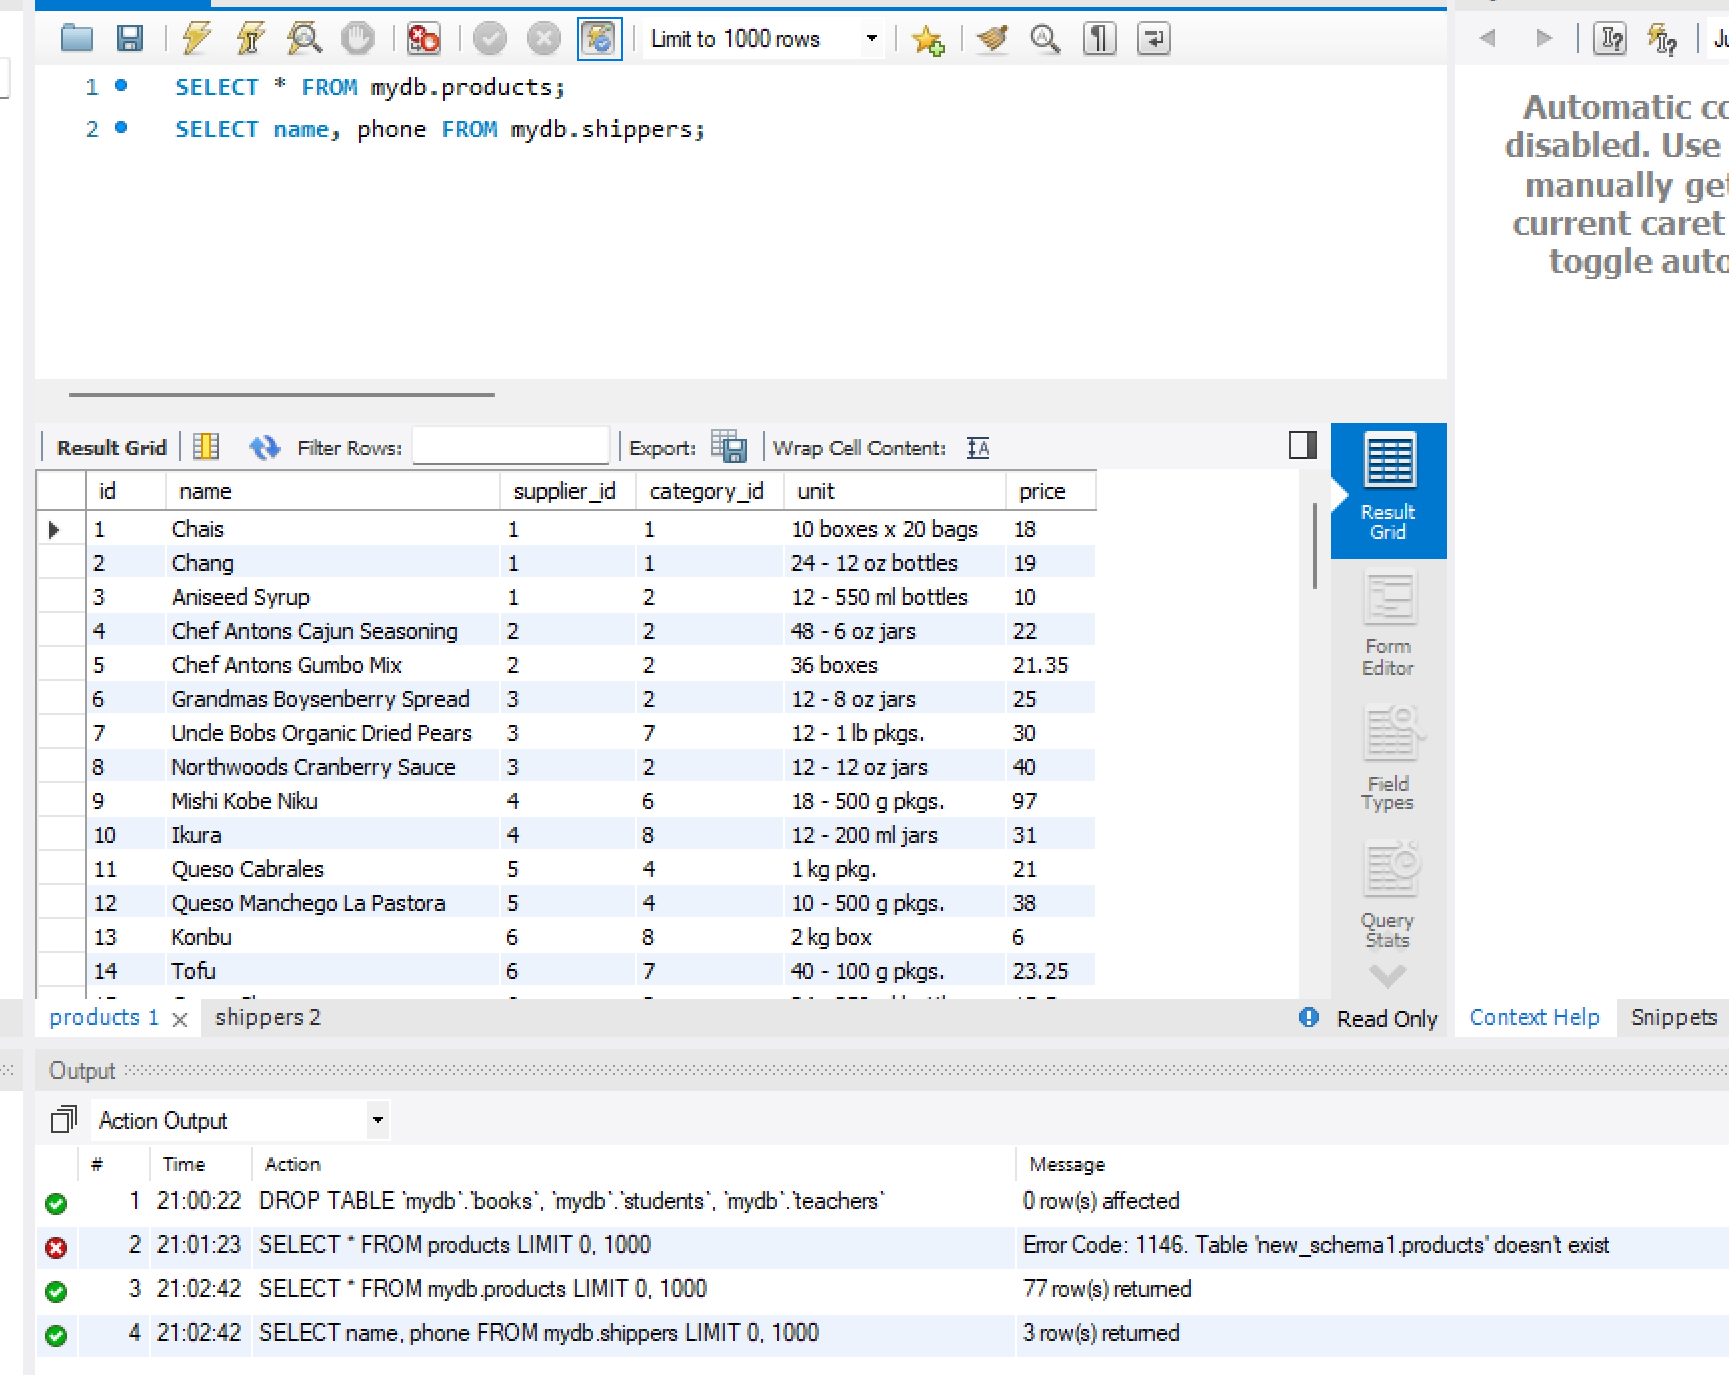 Limit to 1000 rows
1 SELECT * FROM mydb.products;
2 SELECT name, phone FROM mydb.shippers;
disabled. Use
current caret
Result Grid Filter Rows: Export: Wrap Cell Content:
id name supplier_id category_id unit price
1 Chais 1 1 10 boxes x 20 bags 18
2 Chang 1 1 24 - 12 oz bottles 19
3 Aniseed Syrup 1 2 12 - 550 ml bottles 10
4 Chef Antons Cajun Seasoning 2 2 48 - 6 oz jars 22
5 Chef Antons Gumbo Mix 2 2 36 boxes 21.35
6 Grandmas Boysenberry Spread 3 2 12 - 8 oz jars 25
7 Uncle Bobs Organic Dried Pears 3 7 12 - 1 lb pkgs. 30
8 Northwoods Cranberry Sauce 3 2 12 - 12 oz jars 40
9 Mishi Kobe Niku 4 6 18 - 500 g pkgs. 97
10 Ikura 4 8 12 - 200 ml jars 31
11 Queso Cabrales 5 4 1 kg pkg. 21
12 Queso Manchego La Pastora 5 4 10 - 500 g pkgs. 38
13 Konbu 6 8 2 kg box 6
14 Tofu 6 7 40 - 100 g pkgs. 23.25
Result
Grid
Form
Editor
Field
Types
Query
Stats
products 1 shippers 2
Read Only
Automatic
manually
toggle
Context Help Snippets
Output
Action Output
# Time Action Message
1 21:00:22 DROP TABLE `mydb`.`books`, `mydb`.`students`, `mydb`.`teachers` 0 row(s) affected
2 21:01:23 SELECT * FROM products LIMIT 0, 1000 Error Code: 1146. Table 'new_schema1.products' doesn't exist
3 21:02:42 SELECT * FROM mydb.products LIMIT 0, 1000 77 row(s) returned
4 21:02:42 SELECT name, phone FROM mydb.shippers LIMIT 0, 1000 3 row(s) returned